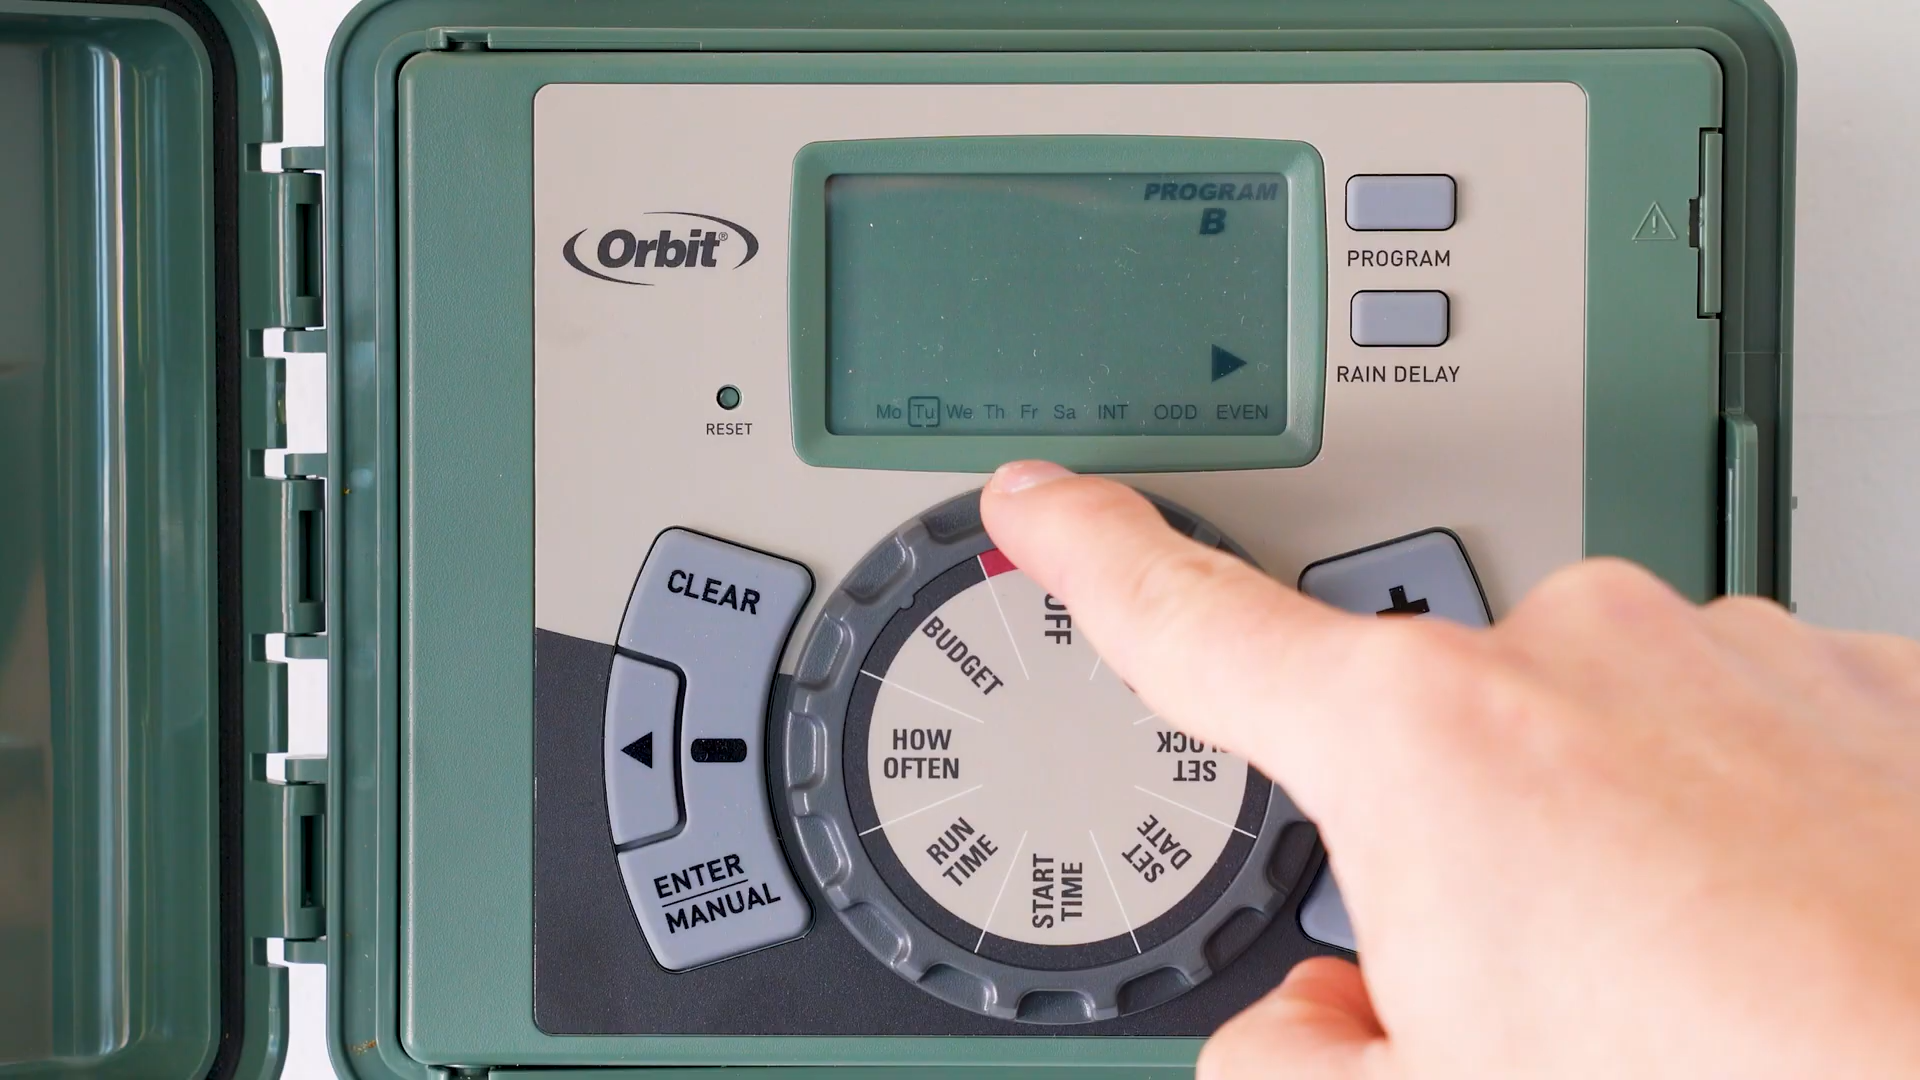 PROGRAM
B
Orbit®
PROGRAM
RAIN DELAY
Mo Tu We Th Fr Sa INT ODD EVEN
RESET
CLEAR
ENTER
MANUAL
OFF
BUDGET
HOW
OFTEN
RUN
TIME
START
TIME
SET
DATE
SET
CLOCK
+